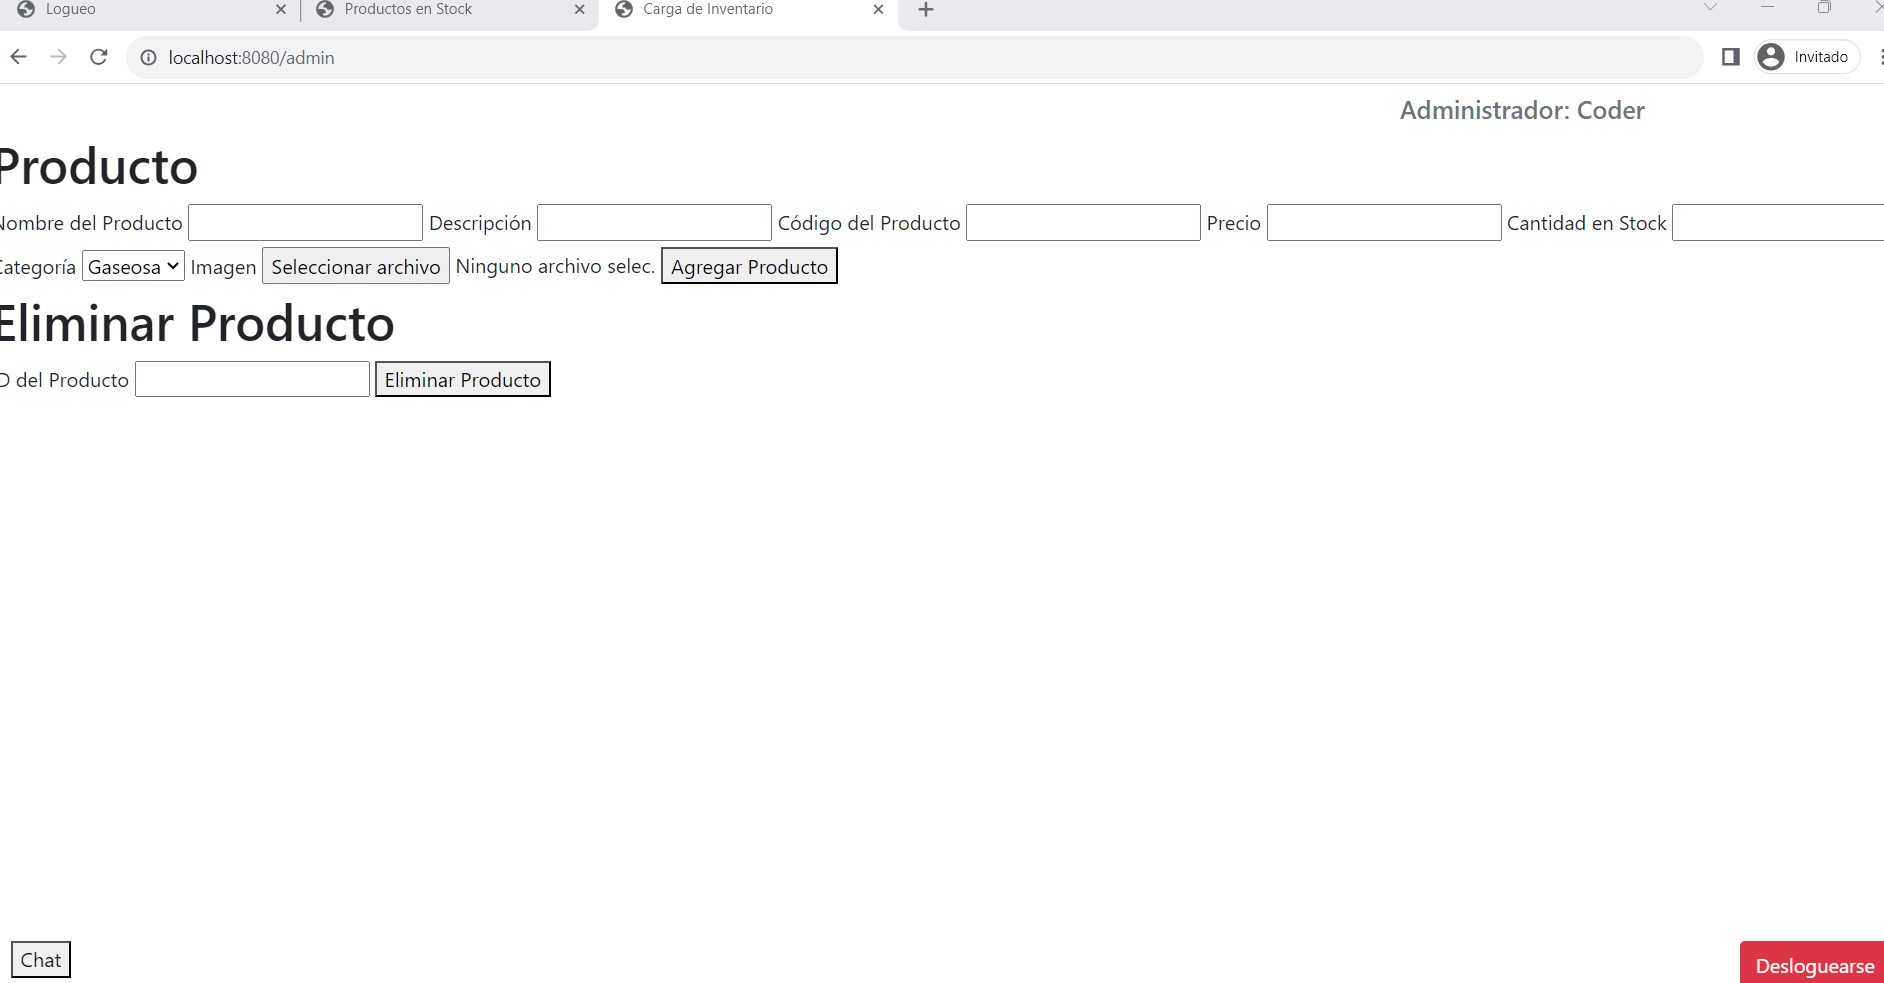 Logueo
Productos en Stock
Carga de Inventario
localhost:8080/admin
Invitado
Administrador: Coder
Producto
Nombre del Producto Descripción Código del Producto Precio Cantidad en Stock
Categoría Gaseosa Imagen Seleccionar archivo Ninguno archivo selec. Agregar Producto
Eliminar Producto
D del Producto Eliminar Producto
Chat
Desloguearse